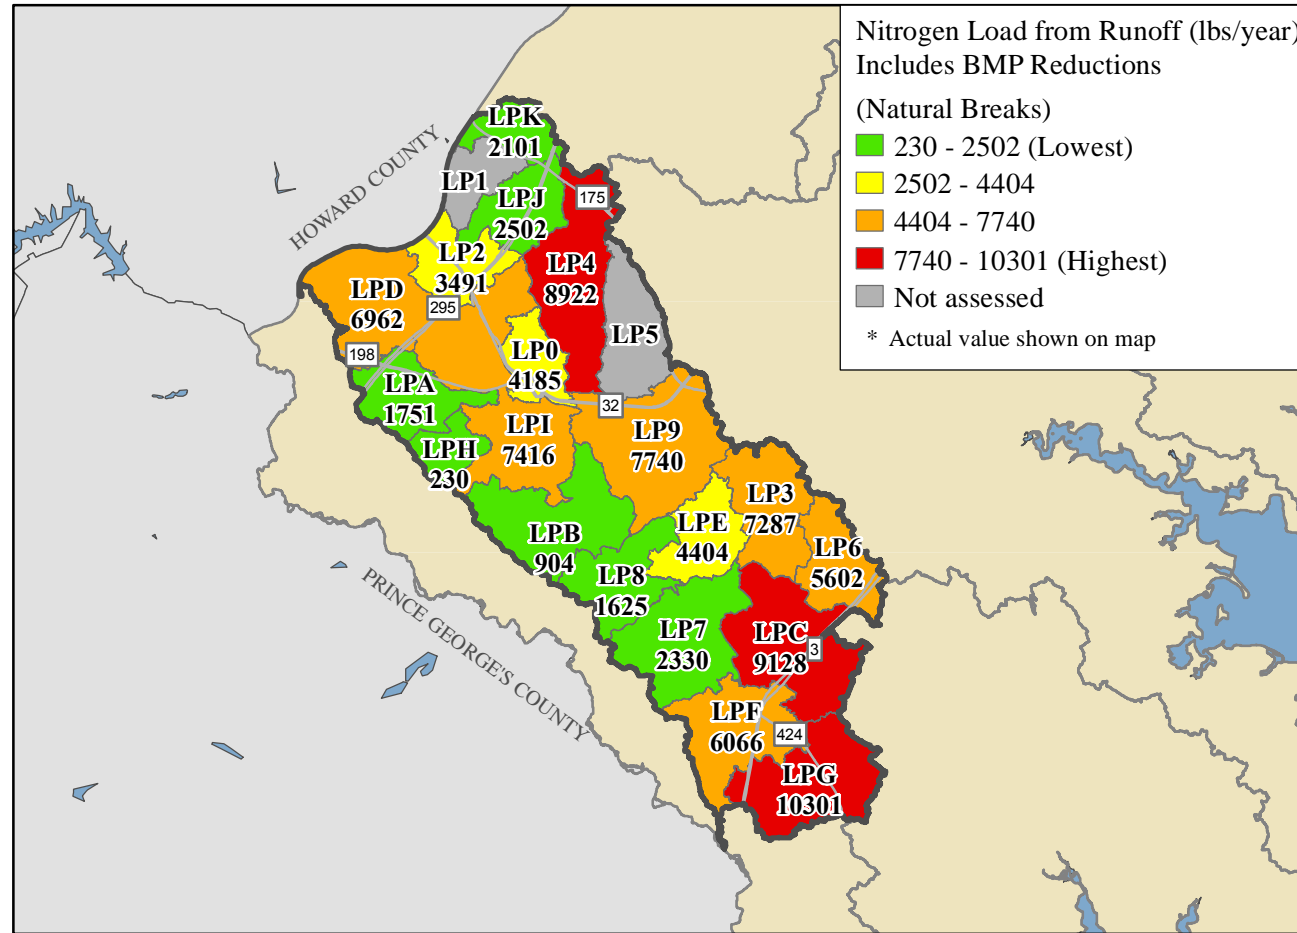 Nitrogen Load from Runoff (lbs/year)
Includes BMP Reductions
(Natural Breaks)
230 - 2502 (Lowest)
2502 - 4404
4404 - 7740
7740 - 10301 (Highest)
Not assessed
* Actual value shown on map
HOWARD COUNTY
PRINCE GEORGE'S COUNTY
LPK
2101
LP1
LPJ
2502
175
LP2
3491
LP4
8922
LPD
6962
295
LP5
198
LP0
4185
LPA
1751
32
LPI
7416
LP9
7740
LPH
230
LP3
7287
LPE
4404
LPB
904
LP6
5602
LP8
1625
LP7
2330
LPC
9128
3
LPF
6066
424
LPG
10301